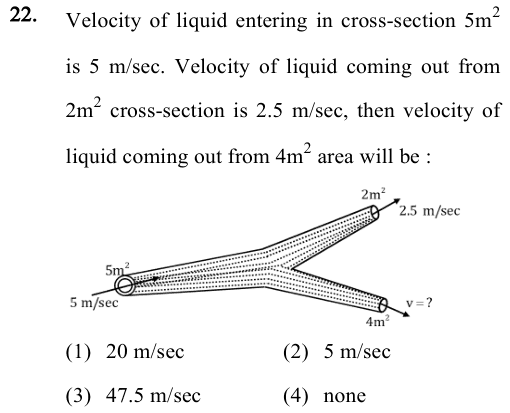 22. Velocity of liquid entering in cross-section 5m²
is 5 m/sec. Velocity of liquid coming out from
2m² cross-section is 2.5 m/sec, then velocity of
liquid coming out from 4m² area will be :
2m²
2.5 m/sec
5m²
5 m/sec
v=?
4m²
(1) 20 m/sec (2) 5 m/sec
(3) 47.5 m/sec (4) none